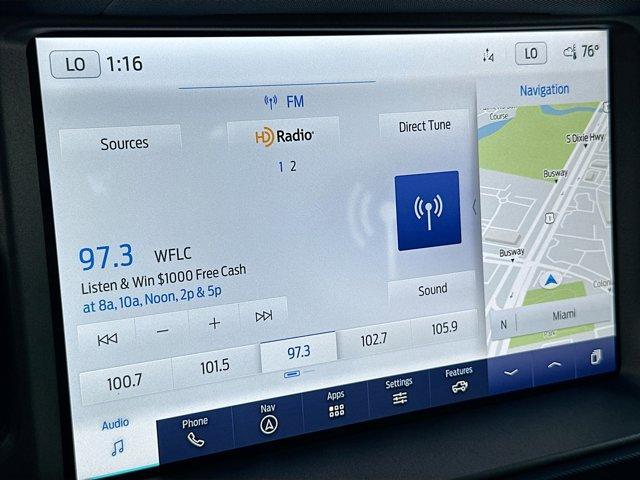 LO 1:16
LO 76°
FM
Navigation
Sources
HD Radio
Direct Tune
1 2
Course
S Dixie Hwy
Busway
1
97.3 WFLC
Listen & Win $1000 Free Cash
at 8a, 10a, Noon, 2p & 5p
Sound
Busway
N Miami
100.7
101.5
97.3
102.7
105.9
Audio
Phone
Nav
Apps
Settings
Features